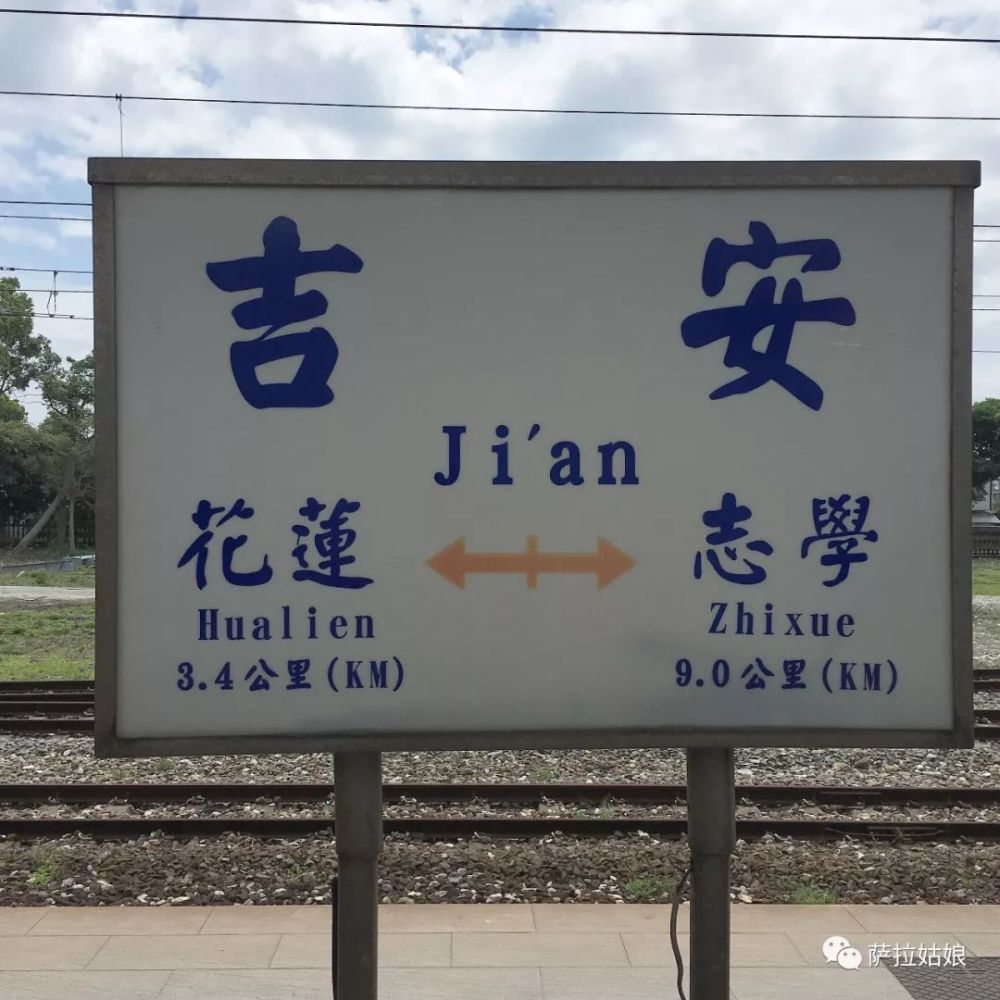 吉 安
Ji'an
花蓮 志學
Hualien Zhixue
3.4公里(KM) 9.0公里(KM)
萨拉姑娘